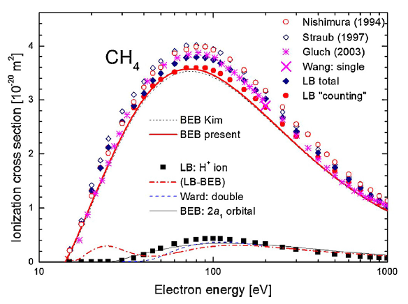 CH4
Nishimura (1994)
Straub (1997)
Gluch (2003)
Wang: single
LB total
LB "counting"
BEB Kim
BEB present
LB: H+ ion
(LB-BEB)
Ward: double
BEB: 2a1 orbital
Ionization cross section [10-20 m2]
4
3
2
1
0
10
100
1000
Electron energy [eV]